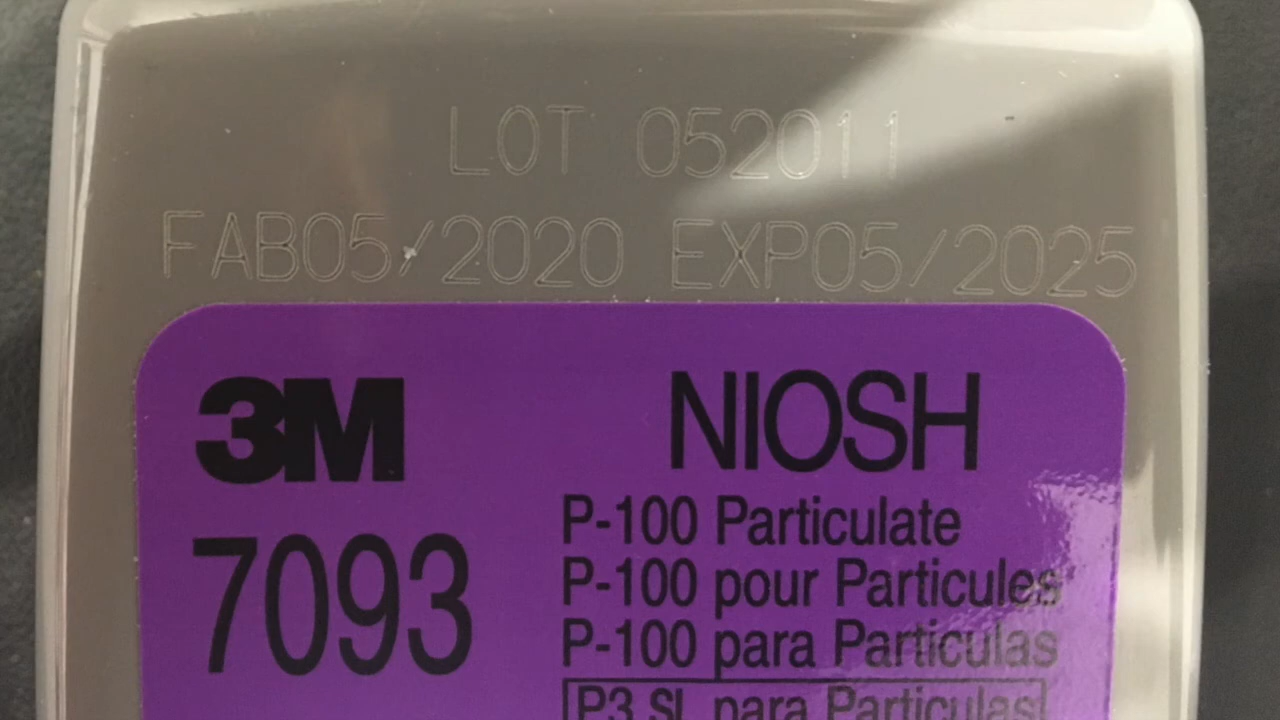 LOT 052011
FAB05/2020 EXP05/2025
3M
NIOSH
7093
P-100 Particulate
P-100 pour Particules
P-100 para Particulas
P3 SL para Particulas